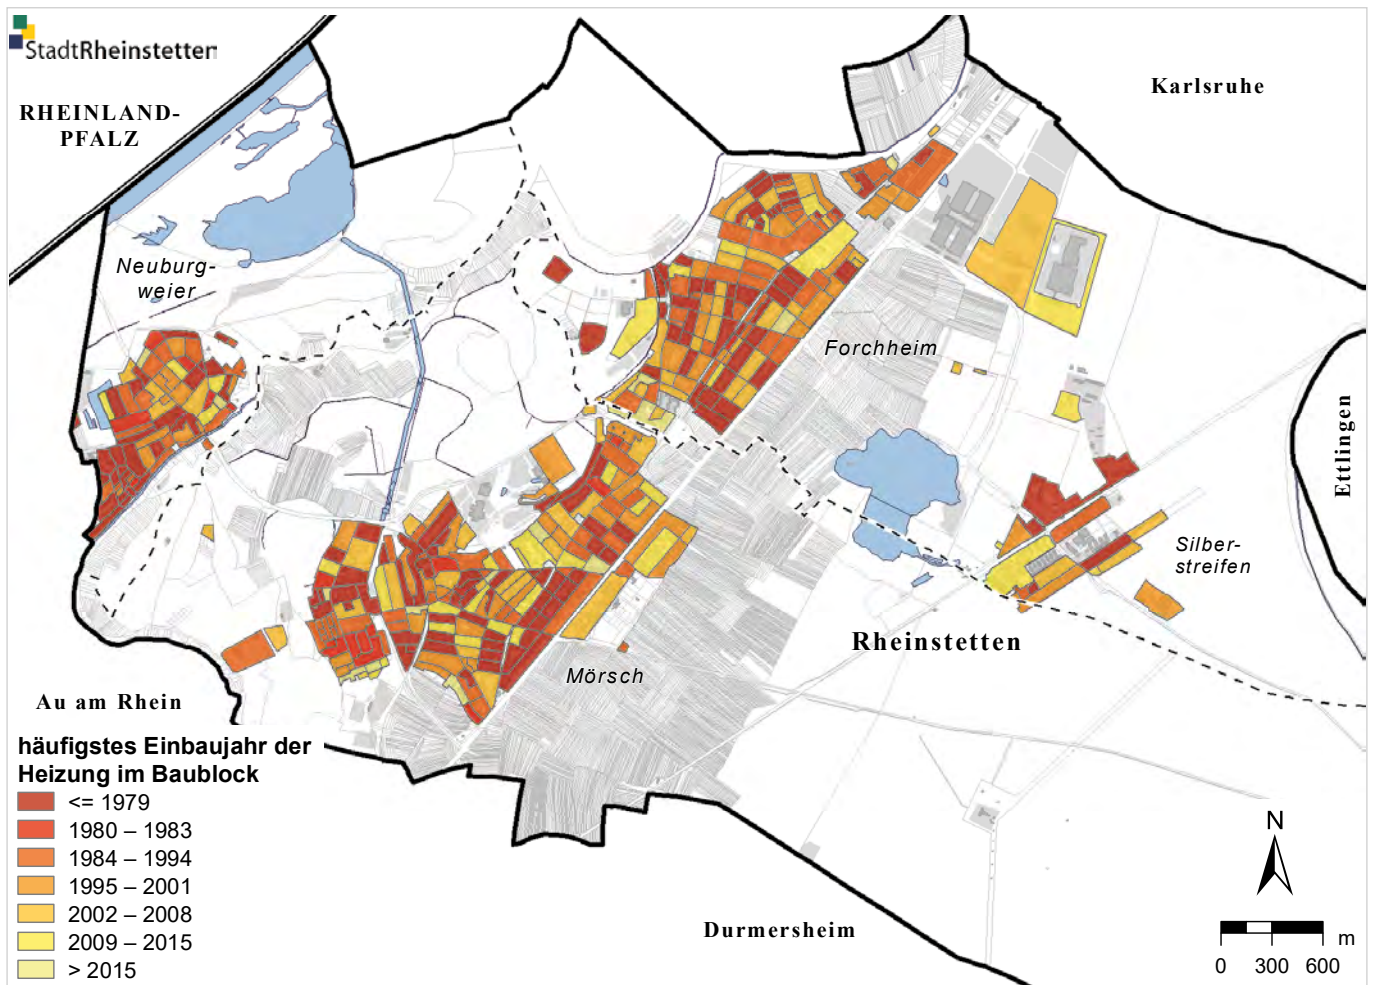 StadtRheinstetten
RHEINLAND-
PFALZ
Karlsruhe
Neuburg-
weier
Forchheim
Ettlingen
Silber-
streifen
Rheinstetten
Mörsch
Au am Rhein
Durmersheim
häufigstes Einbaujahr der
Heizung im Baublock
<= 1979
1980 – 1983
1984 – 1994
1995 – 2001
2002 – 2008
2009 – 2015
> 2015
N
m
0 300 600